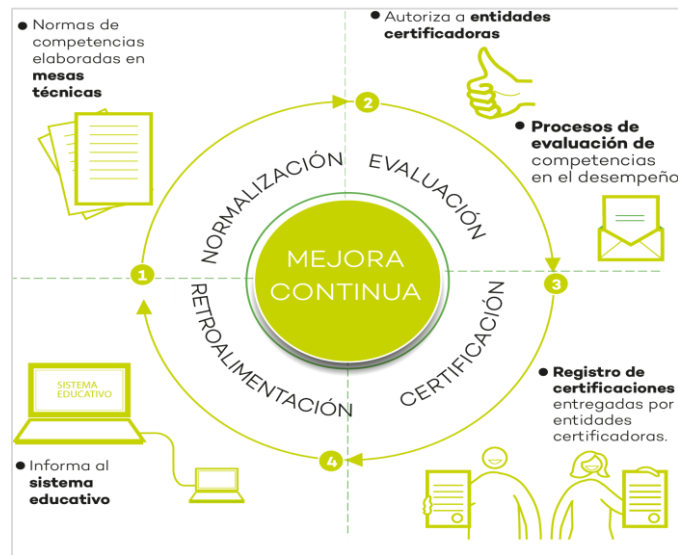 ● Normas de
competencias
elaboradas en
mesas
técnicas
● Autoriza a entidades
certificadoras
● Procesos de
evaluación de
competencias
en el desempeño
2
NORMALIZACIÓN
EVALUACIÓN
MEJORA
CONTINUA
1
3
RETROALIMENTACIÓN
CERTIFICACIÓN
SISTEMA
EDUCATIVO
● Informa al
sistema
educativo
4
● Registro de
certificaciones
entregadas por
entidades
certificadoras.